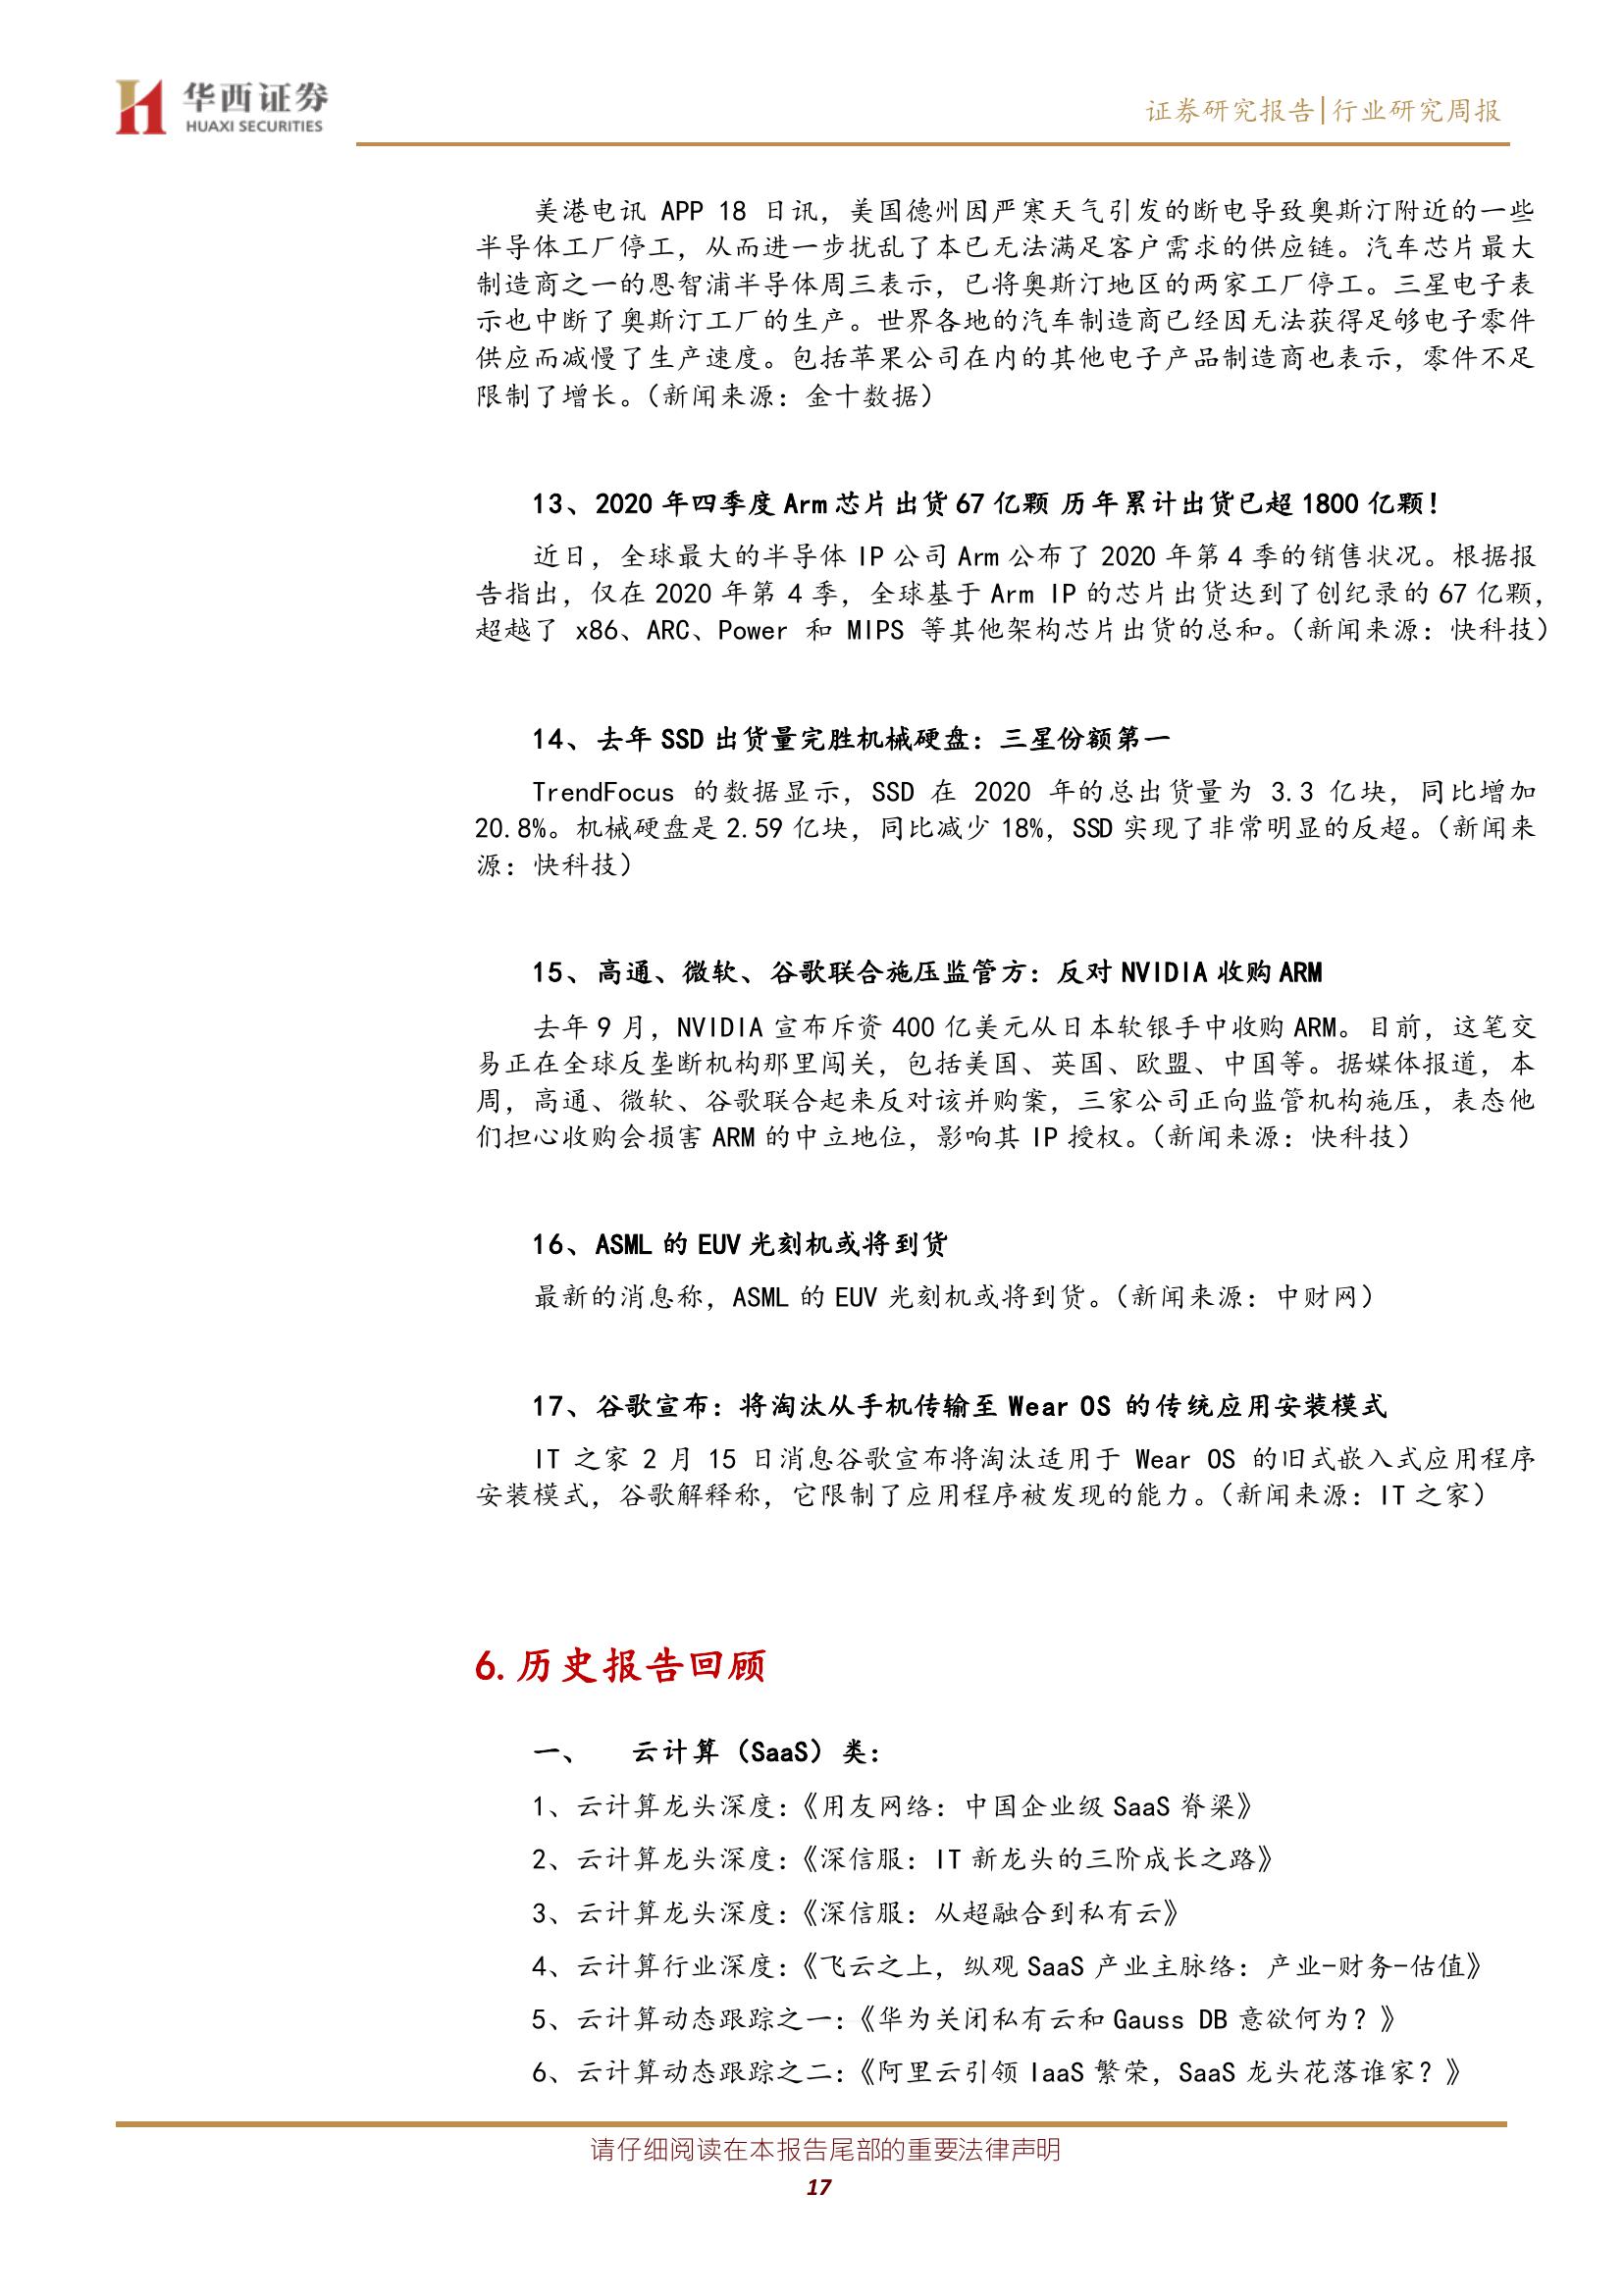 华西证券
HUAXI SECURITIES
证券研究报告|行业研究周报
美港电讯 APP 18 日讯，美国德州因严寒天气引发的断电导致奥斯汀附近的一些
半导体工厂停工，从而进一步扰乱了本已无法满足客户需求的供应链。汽车芯片最大
制造商之一的恩智浦半导体周三表示，已将奥斯汀地区的两家工厂停工。三星电子表
示也中断了奥斯汀工厂的生产。世界各地的汽车制造商已经因无法获得足够电子零件
供应而减慢了生产速度。包括苹果公司在内的其他电子产品制造商也表示，零件不足
限制了增长。（新闻来源：金十数据）
13、2020 年四季度 Arm 芯片出货 67 亿颗 历年累计出货已超 1800 亿颗！
近日，全球最大的半导体 IP 公司 Arm 公布了 2020 年第 4 季的销售状况。根据报
告指出，仅在 2020 年第 4 季，全球基于 Arm IP 的芯片出货达到了创纪录的 67 亿颗，
超越了 x86、ARC、Power 和 MIPS 等其他架构芯片出货的总和。（新闻来源：快科技）
14、去年 SSD 出货量完胜机械硬盘：三星份额第一
TrendFocus 的数据显示，SSD 在 2020 年的总出货量为 3.3 亿块，同比增加
20.8%。机械硬盘是 2.59 亿块，同比减少 18%，SSD 实现了非常明显的反超。（新闻来
源：快科技）
15、高通、微软、谷歌联合施压监管方：反对 NVIDIA 收购 ARM
去年 9 月，NVIDIA 宣布斥资 400 亿美元从日本软银手中收购 ARM。目前，这笔交
易正在全球反垄断机构那里闯关，包括美国、英国、欧盟、中国等。据媒体报道，本
周，高通、微软、谷歌联合起来反对该并购案，三家公司正向监管机构施压，表态他
们担心收购会损害 ARM 的中立地位，影响其 IP 授权。（新闻来源：快科技）
16、ASML 的 EUV 光刻机或将到货
最新的消息称，ASML 的 EUV 光刻机或将到货。（新闻来源：中财网）
17、谷歌宣布：将淘汰从手机传输至 Wear OS 的传统应用安装模式
IT 之家 2 月 15 日消息谷歌宣布将淘汰适用于 Wear OS 的旧式嵌入式应用程序
安装模式，谷歌解释称，它限制了应用程序被发现的能力。（新闻来源：IT 之家）
6.历史报告回顾
一、 云计算（SaaS）类：
1、云计算龙头深度：《用友网络：中国企业级 SaaS 脊梁》
2、云计算龙头深度：《深信服：IT 新龙头的三阶成长之路》
3、云计算龙头深度：《深信服：从超融合到私有云》
4、云计算行业深度：《飞云之上，纵观 SaaS 产业主脉络：产业-财务-估值》
5、云计算动态跟踪之一：《华为关闭私有云和 Gauss DB 意欲何为？》
6、云计算动态跟踪之二：《阿里云引领 IaaS 繁荣，SaaS 龙头花落谁家？》
请仔细阅读在本报告尾部的重要法律声明
17